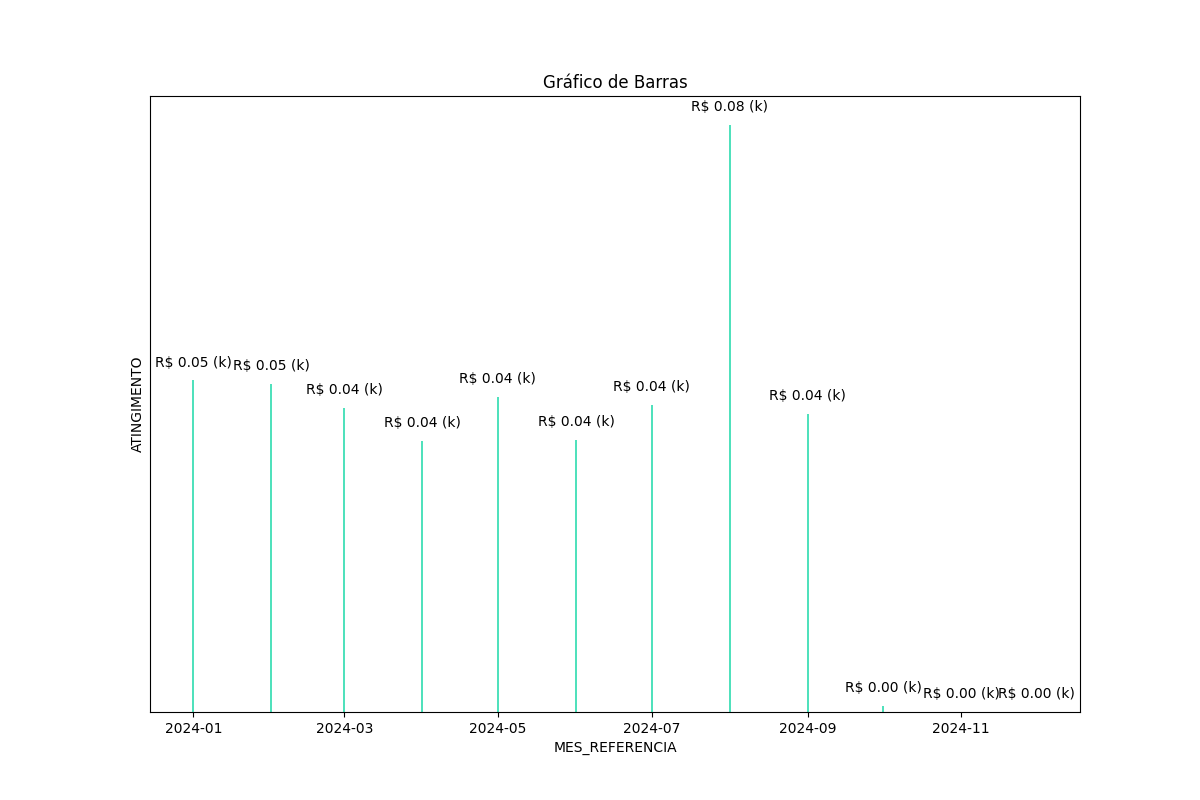 Gráfico de Barras
R$ 0.08 (k)
R$ 0.05 (k)
R$ 0.05 (k)
R$ 0.04 (k)
R$ 0.04 (k)
R$ 0.04 (k)
R$ 0.04 (k)
R$ 0.04 (k)
R$ 0.04 (k)
R$ 0.00 (k)
R$ 0.00 (k)
R$ 0.00 (k)
ATINGIMENTO
2024-01 2024-03 2024-05 2024-07 2024-09 2024-11
MES_REFERENCIA